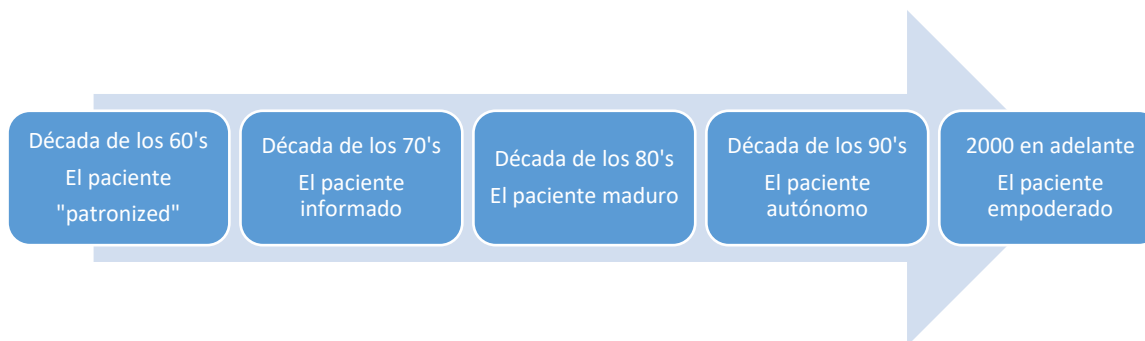 Década de los 60's
El paciente
"patronized"
Década de los 70's
El paciente
informado
Década de los 80's
El paciente maduro
Década de los 90's
El paciente
autónomo
2000 en adelante
El paciente
empoderado